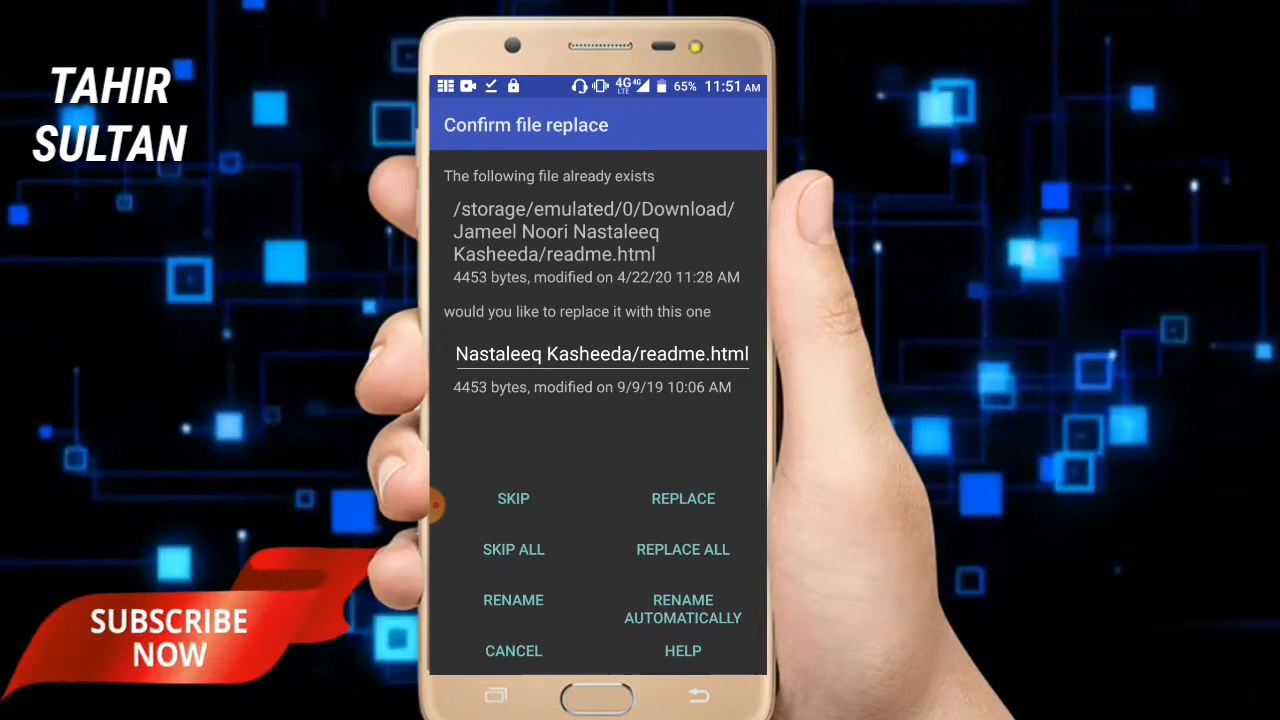 TAHIR
SULTAN
4G 4G
LTE
65% 11:51 AM
Confirm file replace
The following file already exists
/storage/emulated/0/Download/
Jameel Noori Nastaleeq
Kasheeda/readme.html
4453 bytes, modified on 4/22/20 11:28 AM
would you like to replace it with this one
Nastaleeq Kasheeda/readme.html
4453 bytes, modified on 9/9/19 10:06 AM
SKIP
REPLACE
SKIP ALL
REPLACE ALL
RENAME
RENAME
AUTOMATICALLY
CANCEL
HELP
SUBSCRIBE
NOW